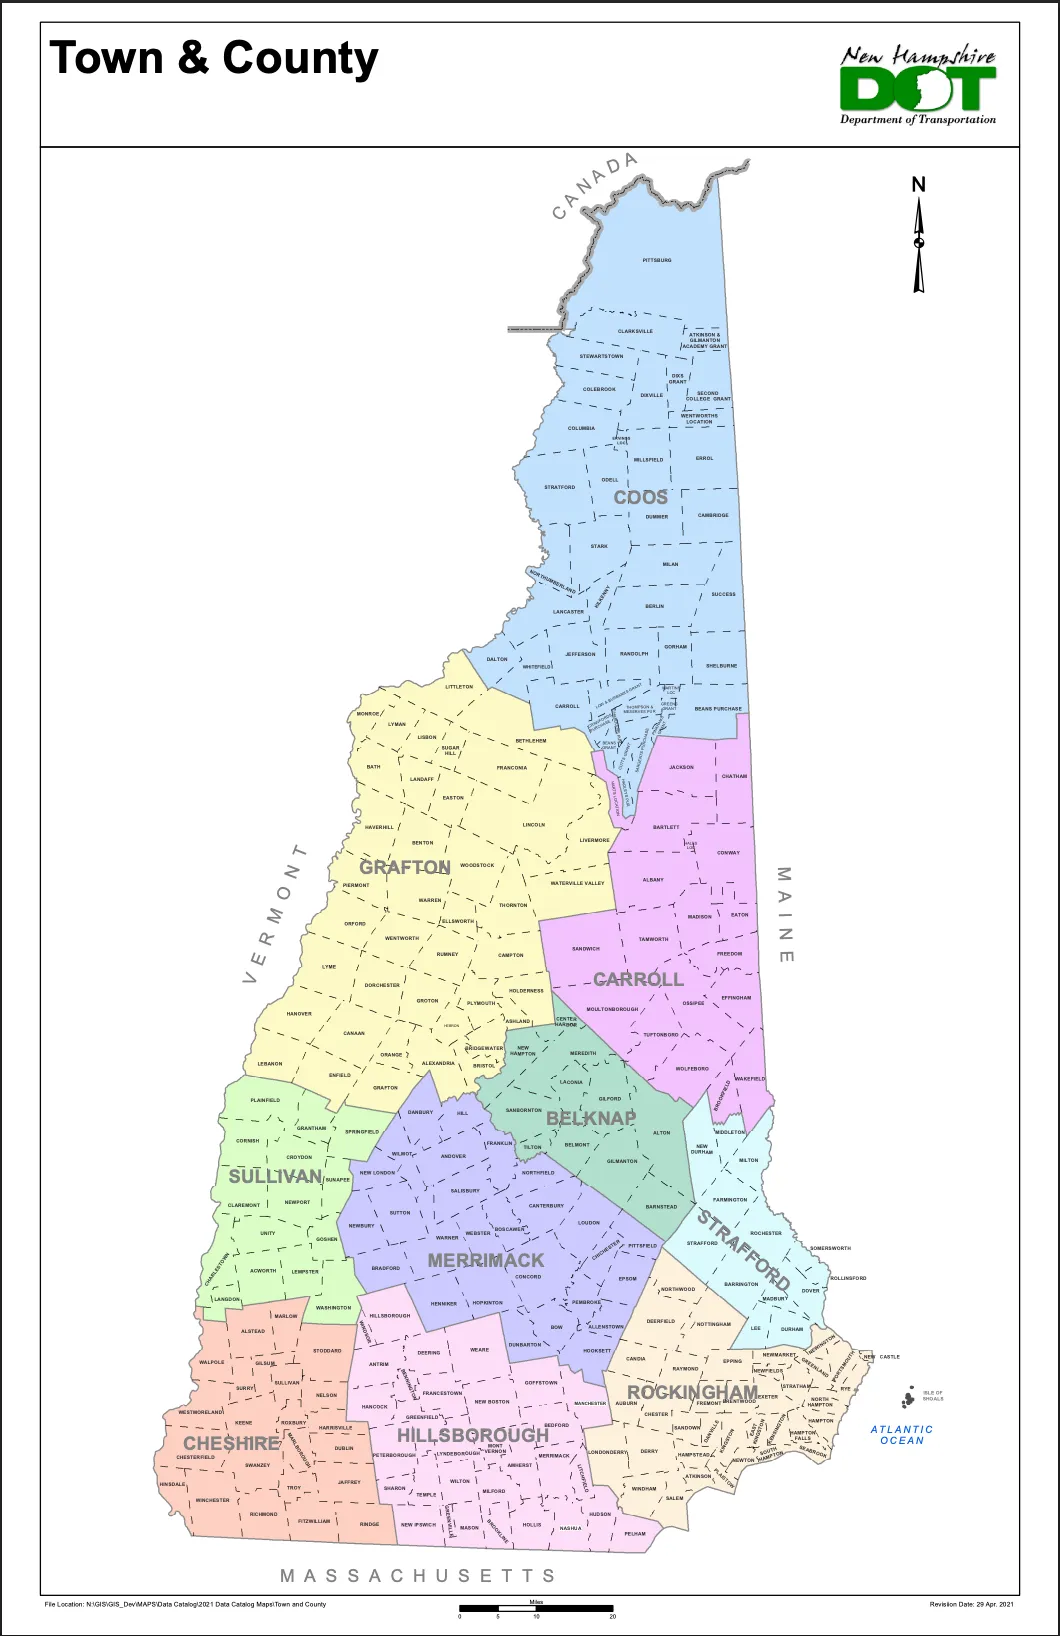 Town & County
New Hampshire
DOT
Department of Transportation
CANADA
N
PITTSBURG
CLARKSVILLE
ATKINSON &
GILMANTON
ACADEMY GRANT
STEWARTSTOWN
DIXS
GRANT
COLEBROOK
DIXVILLE
SECOND
COLLEGE GRANT
WENTWORTHS
LOCATION
COLUMBIA
ERVINGS
LOC.
MILLSFIELD
ERROL
ODELL
STRATFORD
COOS
DUMMER
CAMBRIDGE
STARK
MILAN
NORTHUMBERLAND
KILKENNY
SUCCESS
LANCASTER
BERLIN
JEFFERSON
RANDOLPH
GORHAM
DALTON
WHITEFIELD
SHELBURNE
LITTLETON
LOW & BURBANKS GRANT
MARTINS
LOC
GREENS
GRANT
CARROLL
THOMPSON &
MESERVES PUR.
BEANS PURCHASE
MONROE
LYMAN
LISBON
SUGAR
HILL
BETHLEHEM
BEANS
GRANT
CUTTS GRANT
SARGENTS PURCHASE
BATH
LANDAFF
FRANCONIA
JACKSON
CHATHAM
EASTON
HARTS LOCATION
HADLEYS PUR.
HAVERHILL
LINCOLN
BARTLETT
BENTON
LIVERMORE
HALES
LOC.
CONWAY
GRAFTON
WOODSTOCK
VERMONT
MAINE
PIERMONT
WATERVILLE VALLEY
ALBANY
WARREN
THORNTON
ORFORD
ELLSWORTH
MADISON
EATON
WENTWORTH
TAMWORTH
RUMNEY
CAMPTON
SANDWICH
FREEDOM
LYME
CARROLL
DORCHESTER
HOLDERNESS
EFFINGHAM
GROTON
PLYMOUTH
OSSIPEE
MOULTONBOROUGH
HANOVER
HEBRON
ASHLAND
CENTER
HARBOR
CANAAN
TUFTONBORO
ORANGE
BRIDGEWATER
NEW
HAMPTON
MEREDITH
LEBANON
ALEXANDRIA
BRISTOL
WOLFEBORO
ENFIELD
WAKEFIELD
GRAFTON
LACONIA
BROOKFIELD
PLAINFIELD
GILFORD
DANBURY
HILL
SANBORNTON
BELKNAP
GRANTHAM
SPRINGFIELD
ALTON
MIDDLETON
CORNISH
FRANKLIN
TILTON
BELMONT
NEW
DURHAM
CROYDON
WILMOT
ANDOVER
GILMANTON
MILTON
SULLIVAN
SUNAPEE
NEW LONDON
NORTHFIELD
SALISBURY
CLAREMONT
NEWPORT
SUTTON
CANTERBURY
BARNSTEAD
FARMINGTON
NEWBURY
LOUDON
UNITY
GOSHEN
WARNER
WEBSTER
BOSCAWEN
STRAFFORD
STRAFFORD
ROCHESTER
CHICHESTER
PITTSFIELD
SOMERSWORTH
MERRIMACK
CHARLESTOWN
ACWORTH
LEMPSTER
BRADFORD
CONCORD
EPSOM
ROLLINSFORD
BARRINGTON
DOVER
NORTHWOOD
MADBURY
LANGDON
WASHINGTON
HENNIKER
HOPKINTON
PEMBROKE
HILLSBOROUGH
MARLOW
DEERFIELD
NOTTINGHAM
LEE
DURHAM
ALSTEAD
WINDSOR
BOW
ALLENSTOWN
DUNBARTON
HOOKSETT
STODDARD
DEERING
WEARE
NEWINGTON
WALPOLE
GILSUM
ANTRIM
CANDIA
EPPING
NEWMARKET
GREENLAND
PORTSMOUTH
NEW CASTLE
RAYMOND
NEWFIELDS
SULLIVAN
SURRY
BENNINGTON
GOFFSTOWN
STRATHAM
RYE
NELSON
FRANCESTOWN
ROCKINGHAM
EXETER
ISLE OF
SHOALS
HANCOCK
NEW BOSTON
MANCHESTER
AUBURN
FREMONT
BRENTWOOD
NORTH
HAMPTON
WESTMORELAND
KEENE
ROXBURY
GREENFIELD
CHESTER
HARRISVILLE
BEDFORD
SANDOWN
DANVILLE
KINGSTON
EAST
KINGSTON
KENSINGTON
HAMPTON
HAMPTON
FALLS
ATLANTIC
OCEAN
CHESHIRE
HILLSBOROUGH
MARLBOROUGH
DUBLIN
MONT
VERNON
CHESTERFIELD
PETERBOROUGH
LYNDEBOROUGH
MERRIMACK
LONDONDERRY
DERRY
HAMPSTEAD
SOUTH
HAMPTON
SEABROOK
NEWTON
SWANZEY
AMHERST
HINSDALE
JAFFREY
WILTON
LITCHFIELD
ATKINSON
PLAISTOW
TROY
SHARON
TEMPLE
MILFORD
WINDHAM
SALEM
WINCHESTER
RICHMOND
FITZWILLIAM
RINDGE
NEW IPSWICH
GREENVILLE
MASON
BROOKLINE
HOLLIS
NASHUA
HUDSON
PELHAM
MASSACHUSETTS
File Location: N:\GIS\GIS_Dev\MAPS\Data Catalog\2021 Data Catalog Maps\Town and County
Miles
0 5 10 20
Revision Date: 29 Apr. 2021